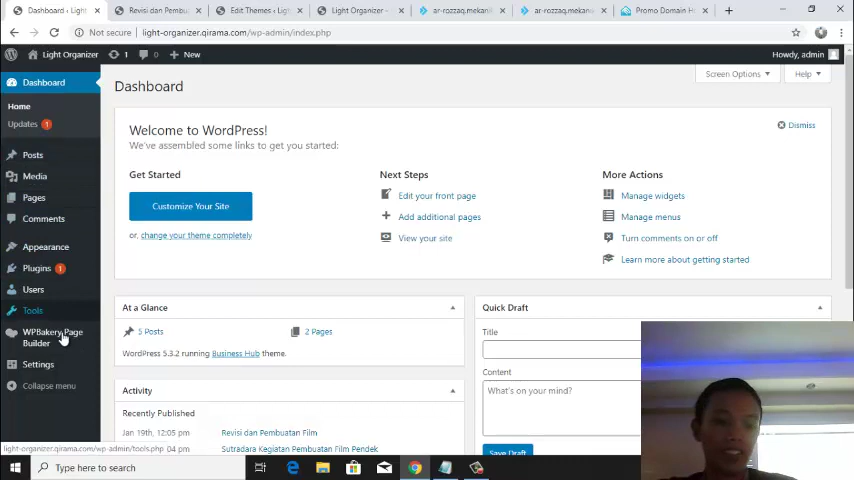 Dashboard ‹ Light
Revisi dan Pembua
Edit Themes ‹ Ligh
Light Organizer –
ar-rozzaq.mekani
ar-rozzaq.mekani
Promo Domain H
Not secure | light-organizer.qirama.com/wp-admin/index.php
Light Organizer 1 0 + New
Howdy, admin
Screen Options
Help
Dashboard
Home
Updates 1
Posts
Media
Pages
Comments
Appearance
Plugins 1
Users
Tools
WPBakery Page
Builder
Settings
Collapse menu
Dashboard
Welcome to WordPress!
Dismiss
We've assembled some links to get you started:
Get Started
Customize Your Site
or, change your theme completely
Next Steps
Edit your front page
Add additional pages
View your site
More Actions
Manage widgets
Manage menus
Turn comments on or off
Learn more about getting started
At a Glance
5 Posts
2 Pages
WordPress 5.3.2 running Business Hub theme.
Activity
Recently Published
Jan 19th, 12:05 pm Revisi dan Pembuatan Film
04 pm Sutradara Kegiatan Pembuatan Film Pendek
Quick Draft
Title
Content
What's on your mind?
Save Draft
light-organizer.qirama.com/wp-admin/tools.php
Type here to search